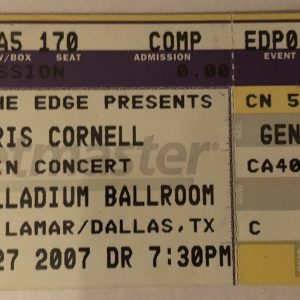 A5 170 COMP EDP0
W/BOX SEAT ADMISSION EVENT
SSION 0.00
HE EDGE PRESENTS CN 5
RIS CORNELL GEN
N CONCERT CA40
LLADIUM BALLROOM
LAMAR/DALLAS,TX
27 2007 DR 7:30PM C